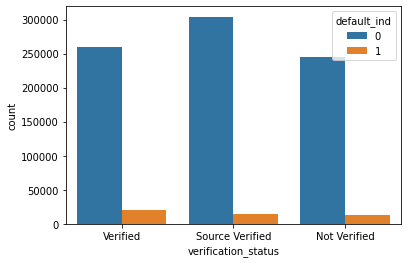 default_ind
0
1
300000
250000
200000
150000
100000
50000
0
count
Verified
Source Verified
Not Verified
verification_status